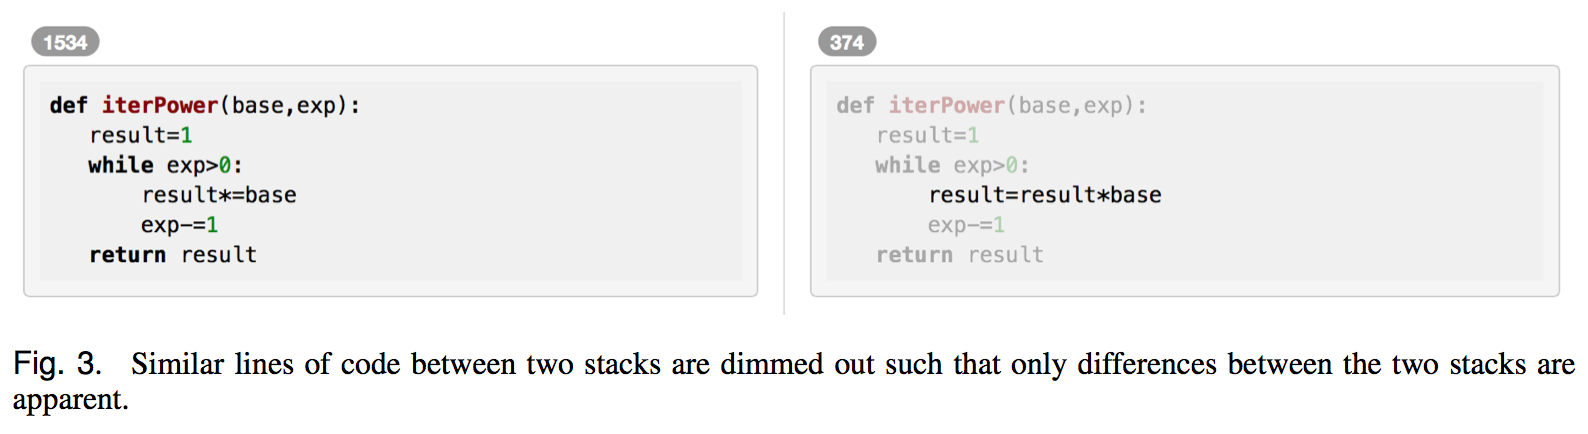 1534
def iterPower(base,exp):
result=1
while exp>0:
result*=base
exp-=1
return result
374
def iterPower(base,exp):
result=1
while exp>0:
result=result*base
exp-=1
return result
Fig. 3. Similar lines of code between two stacks are dimmed out such that only differences between the two stacks are
apparent.